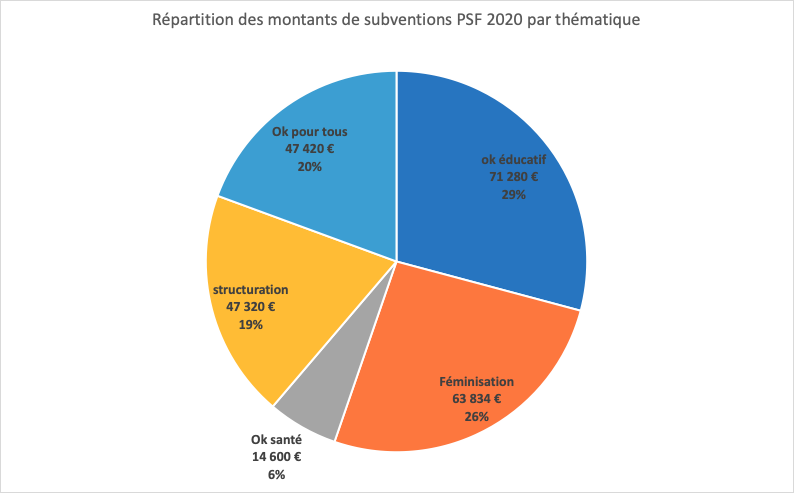 Répartition des montants de subventions PSF 2020 par thématique
Ok pour tous
47 420 €
20%
ok éducatif
71 280 €
29%
structuration
47 320 €
19%
Féminisation
63 834 €
26%
Ok santé
14 600 €
6%